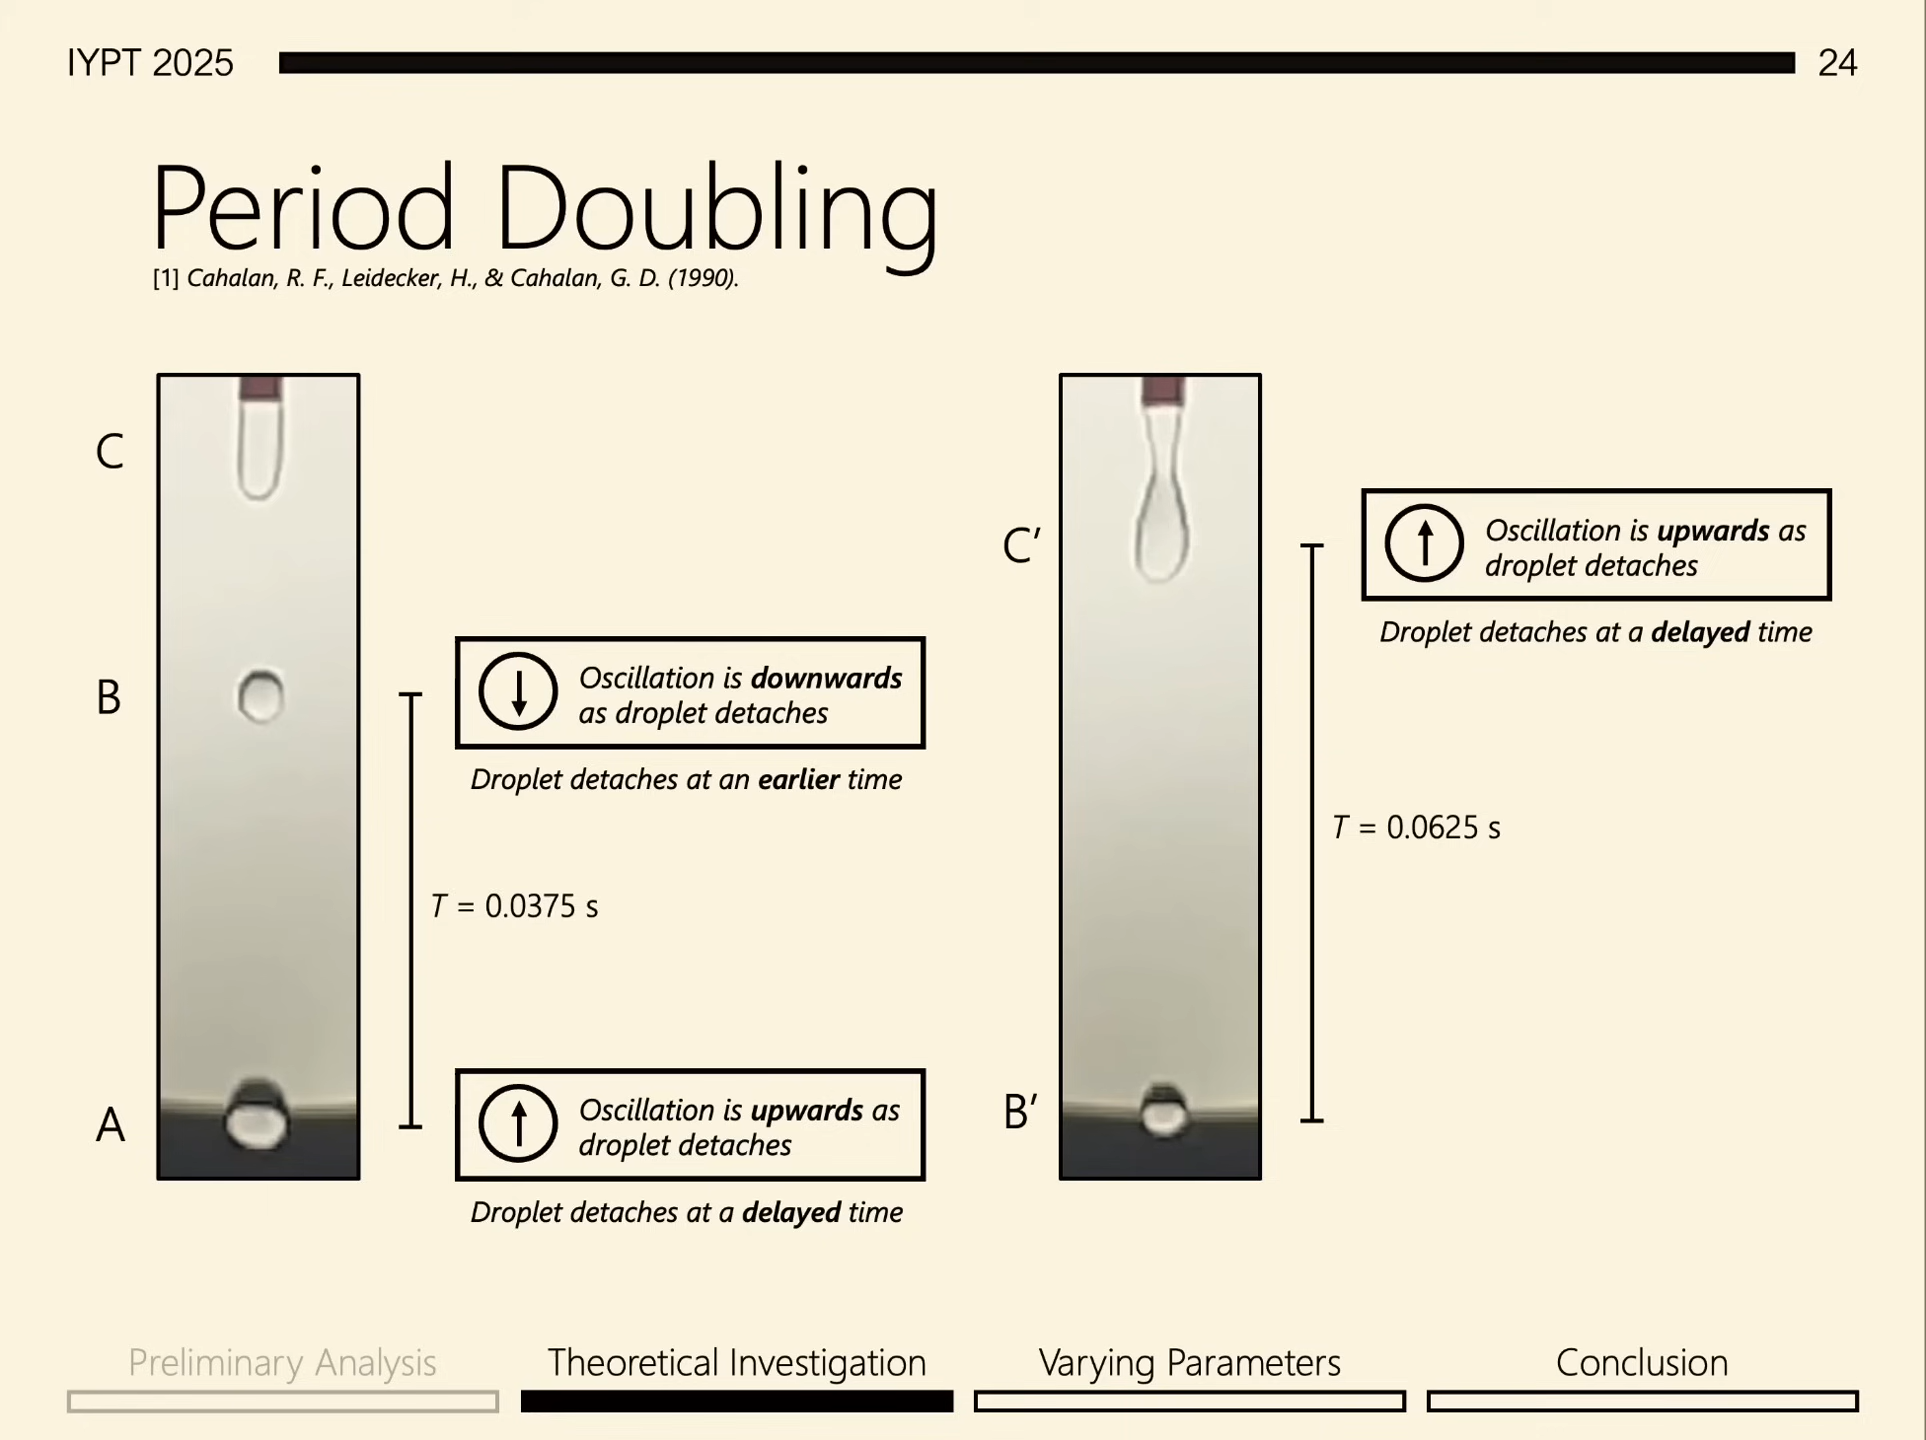 IYPT 2025
24
Period Doubling
[1] Cahalan, R. F., Leidecker, H., & Cahalan, G. D. (1990).
C
B
A
Oscillation is downwards
as droplet detaches
Droplet detaches at an earlier time
T = 0.0375 s
Oscillation is upwards as
droplet detaches
Droplet detaches at a delayed time
C′
B′
Oscillation is upwards as
droplet detaches
Droplet detaches at a delayed time
T = 0.0625 s
Preliminary Analysis
Theoretical Investigation
Varying Parameters
Conclusion